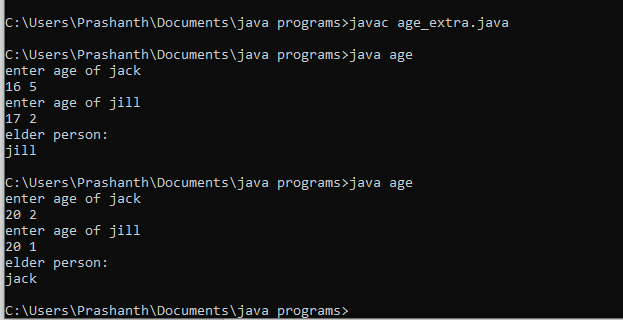 C:\Users\Prashanth\Documents\java programs>javac age_extra.java
C:\Users\Prashanth\Documents\java programs>java age
enter age of jack
16 5
enter age of jill
17 2
elder person:
jill
C:\Users\Prashanth\Documents\java programs>java age
enter age of jack
20 2
enter age of jill
20 1
elder person:
jack
C:\Users\Prashanth\Documents\java programs>